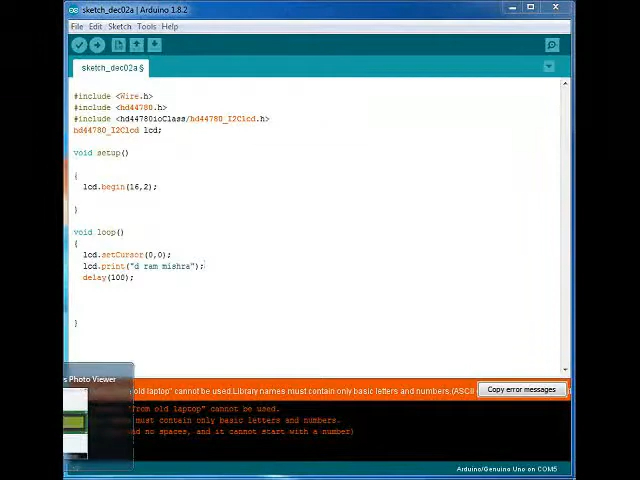 sketch_dec02a | Arduino 1.8.2
File Edit Sketch Tools Help
sketch_dec02a §
#include <Wire.h>
#include <hd44780.h>
#include <hd44780ioClass/hd44780_I2Clcd.h>
hd44780_I2Clcd lcd;
void setup()
{
lcd.begin(16,2);
}
void loop()
{
lcd.setCursor(0,0);
lcd.print("d ram mishra");
delay(100);
}
s Photo Viewer
old laptop" cannot be used.Library names must contain only basic letters and numbers.(ASCII
Copy error messages
"from old laptop" cannot be used.
must contain only basic letters and numbers.
no spaces, and it cannot start with a number)
Arduino/Genuino Uno on COM5